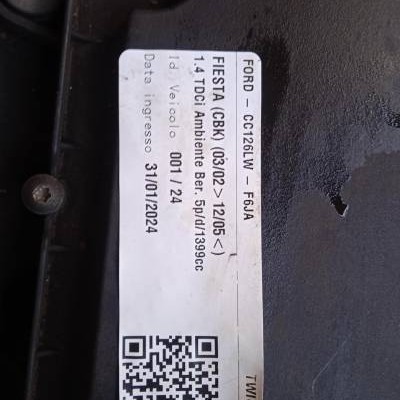 FORD - CC126LW - F6JA
FIESTA (CBK) (03/02 > 12/05 <)
1.4 TDCi Ambiente Ber. 5p/d/1399cc
Id. Veicolo 001 / 24
Data ingresso 31/01/2024